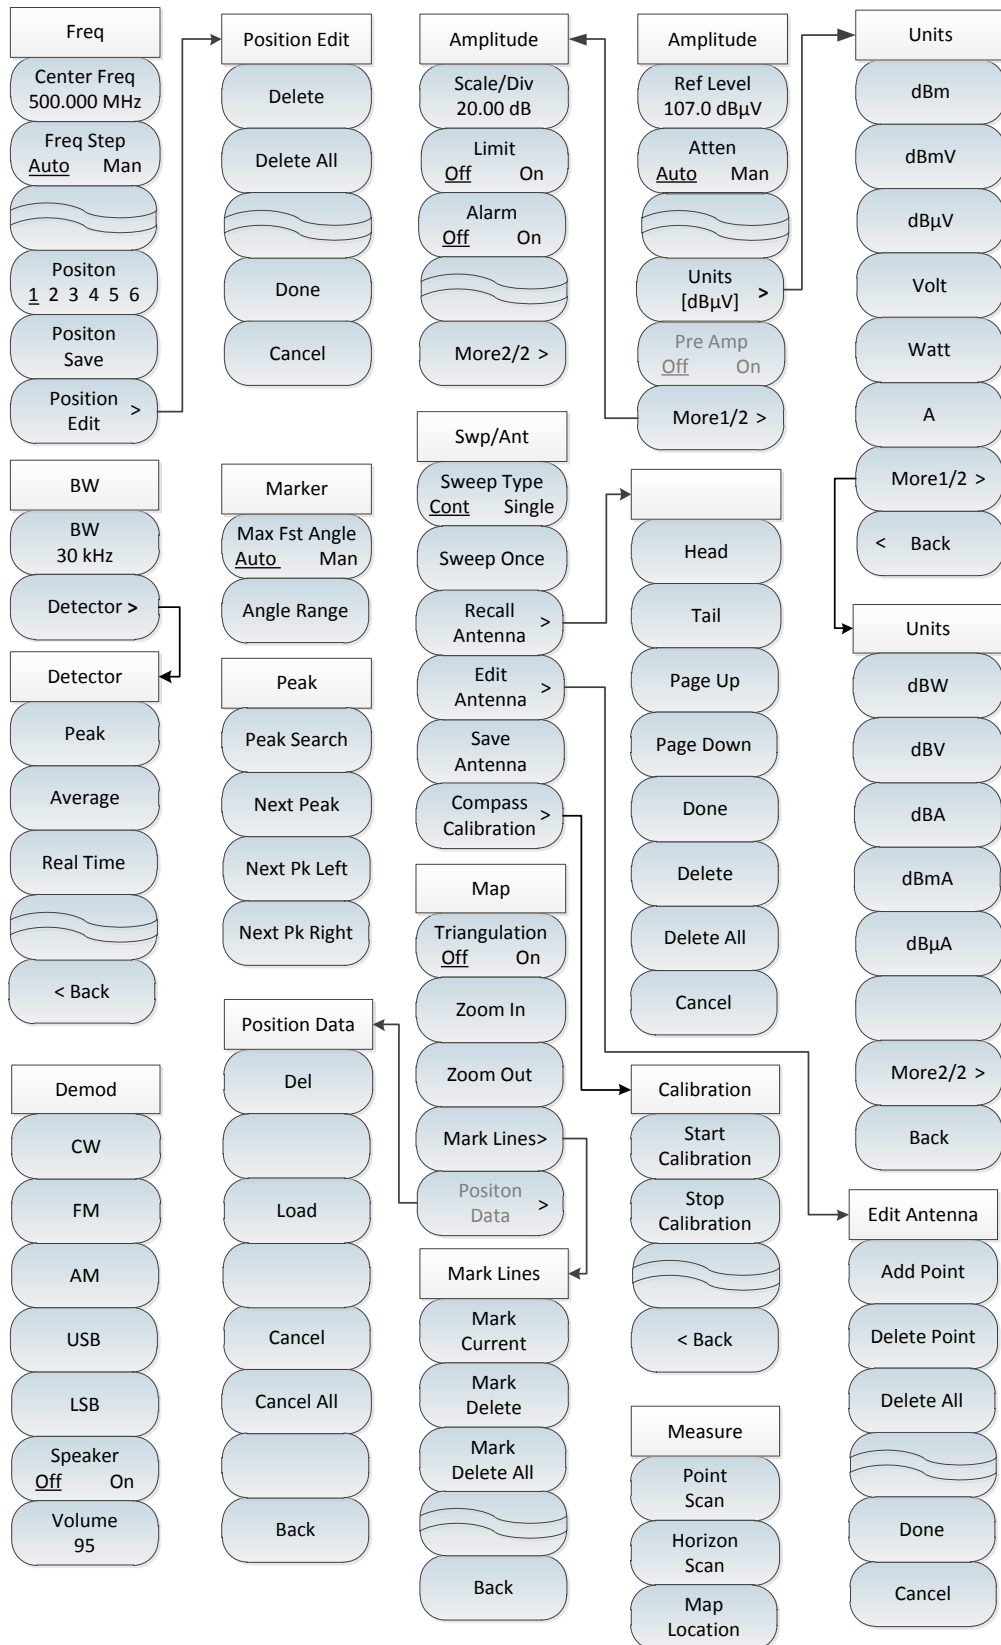 Freq
Center Freq
500.000 MHz
Freq Step
Auto Man
Positon
1 2 3 4 5 6
Positon
Save
Position
Edit >
Position Edit
Delete
Delete All
Done
Cancel
Amplitude
Scale/Div
20.00 dB
Limit
Off On
Alarm
Off On
More2/2 >
Amplitude
Ref Level
107.0 dBµV
Atten
Auto Man
Units
[dBµV] >
Pre Amp
Off On
More1/2 >
Units
dBm
dBmV
dBµV
Volt
Watt
A
More1/2 >
< Back
BW
BW
30 kHz
Detector >
Detector
Peak
Average
Real Time
< Back
Marker
Max Fst Angle
Auto Man
Angle Range
Peak
Peak Search
Next Peak
Next Pk Left
Next Pk Right
Swp/Ant
Sweep Type
Cont Single
Sweep Once
Recall
Antenna >
Edit
Antenna >
Save
Antenna
Compass
Calibration >
Head
Tail
Page Up
Page Down
Done
Delete
Delete All
Cancel
Units
dBW
dBV
dBA
dBmA
dBµA
More2/2 >
Back
Map
Triangulation
Off On
Zoom In
Zoom Out
Mark Lines>
Positon
Data >
Position Data
Del
Load
Cancel
Cancel All
Back
Demod
CW
FM
AM
USB
LSB
Speaker
Off On
Volume
95
Mark Lines
Mark
Current
Mark
Delete
Mark
Delete All
Back
Calibration
Start
Calibration
Stop
Calibration
< Back
Measure
Point
Scan
Horizon
Scan
Map
Location
Edit Antenna
Add Point
Delete Point
Delete All
Done
Cancel